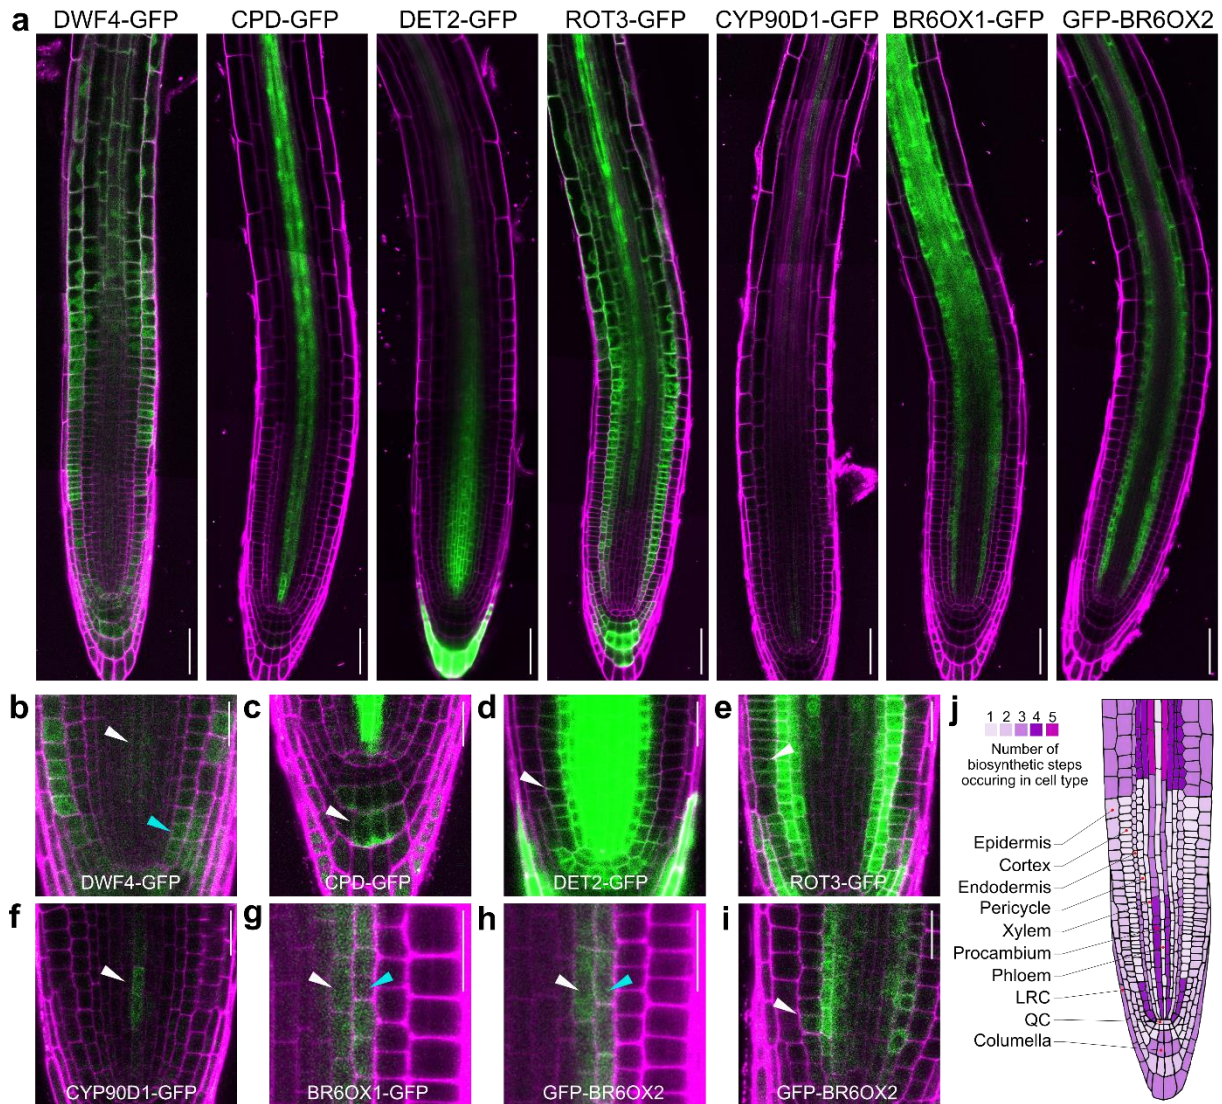 a
DWF4-GFP
CPD-GFP
DET2-GFP
ROT3-GFP
CYP90D1-GFP
BR6OX1-GFP
GFP-BR6OX2
b
DWF4-GFP
c
CPD-GFP
d
DET2-GFP
e
ROT3-GFP
f
CYP90D1-GFP
g
BR6OX1-GFP
h
GFP-BR6OX2
i
GFP-BR6OX2
j
1 2 3 4 5
Number of
biosynthetic steps
occuring in cell type
Epidermis
Cortex
Endodermis
Pericycle
Xylem
Procambium
Phloem
LRC
QC
Columella